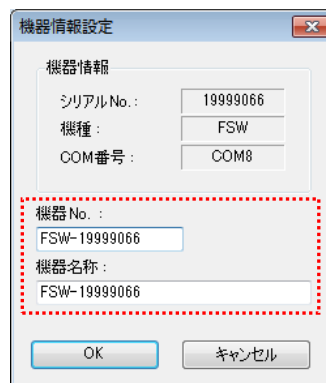 機器情報設定
機器情報
シリアルNo.: 19999066
機種: FSW
COM番号: COM8
機器No. :
FSW-19999066
機器名称:
FSW-19999066
OK キャンセル